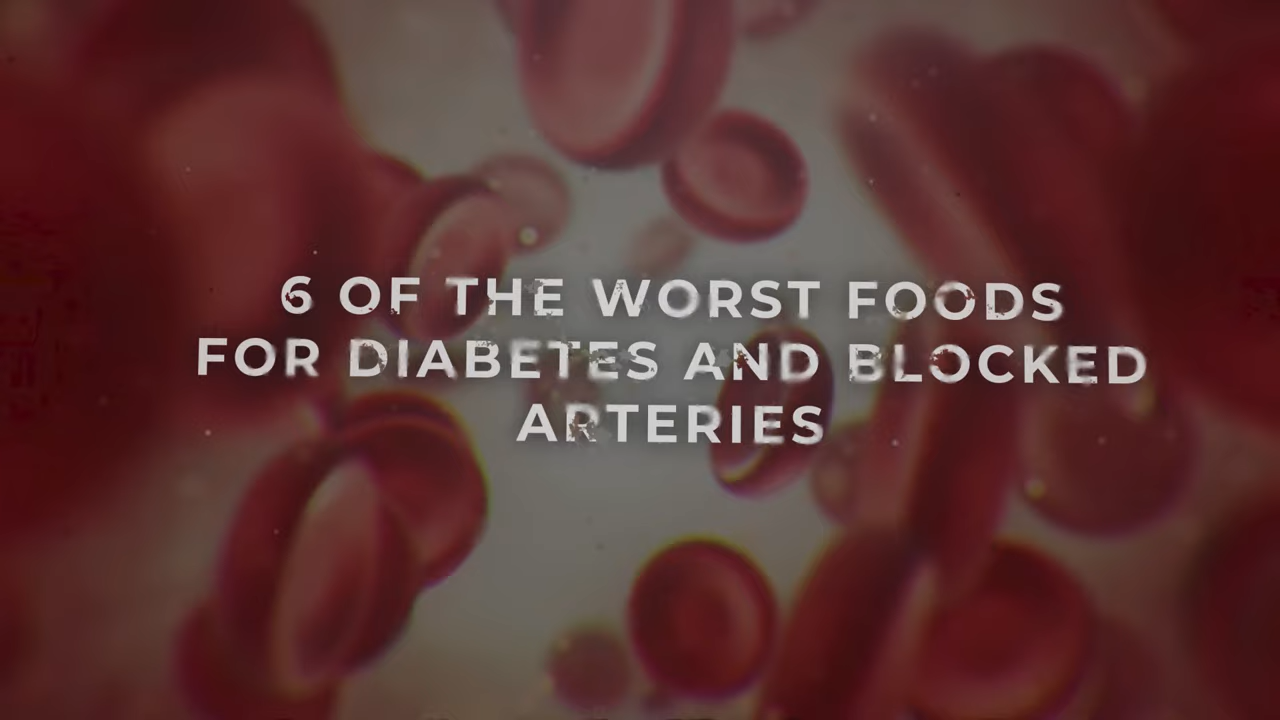 6 OF THE WORST FOODS
FOR DIABETES AND BLOCKED
ARTERIES